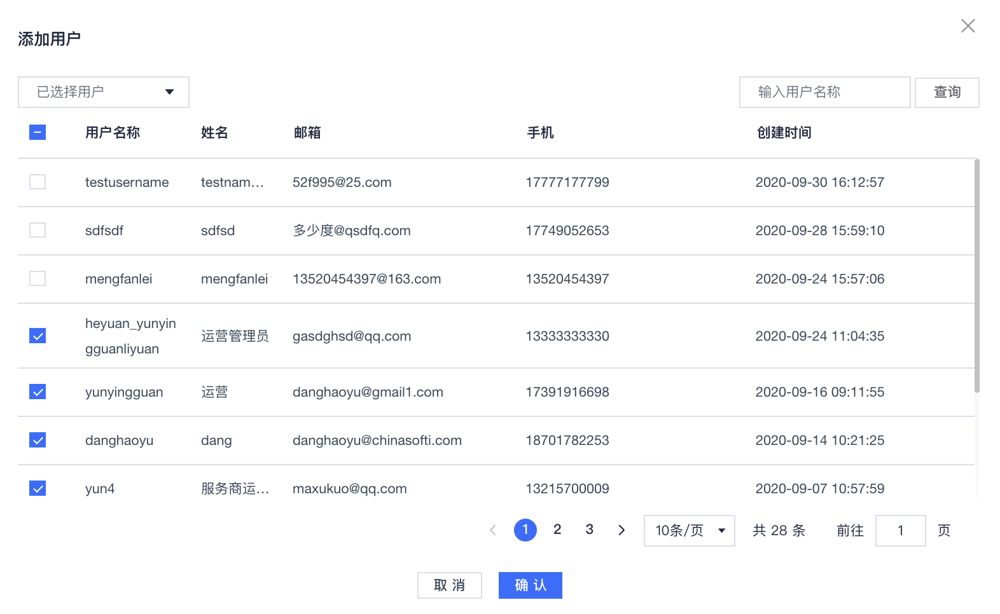 添加用户
已选择用户
输入用户名称 查询
用户名称 姓名 邮箱 手机 创建时间
testusername testnam... 52f995@25.com 17777177799 2020-09-30 16:12:57
sdfsdf sdfsd 多少度@qsdfq.com 17749052653 2020-09-28 15:59:10
mengfanlei mengfanlei 13520454397@163.com 13520454397 2020-09-24 15:57:06
heyuan_yunyin
gguanliyuan 运营管理员 gasdghsd@qq.com 13333333330 2020-09-24 11:04:35
yunyingguan 运营 danghaoyu@gmail1.com 17391916698 2020-09-16 09:11:55
danghaoyu dang danghaoyu@chinasofti.com 18701782253 2020-09-14 10:21:25
yun4 服务商运... maxukuo@qq.com 13215700009 2020-09-07 10:57:59
1 2 3 10条/页 共 28 条 前往 1 页
取 消 确 认